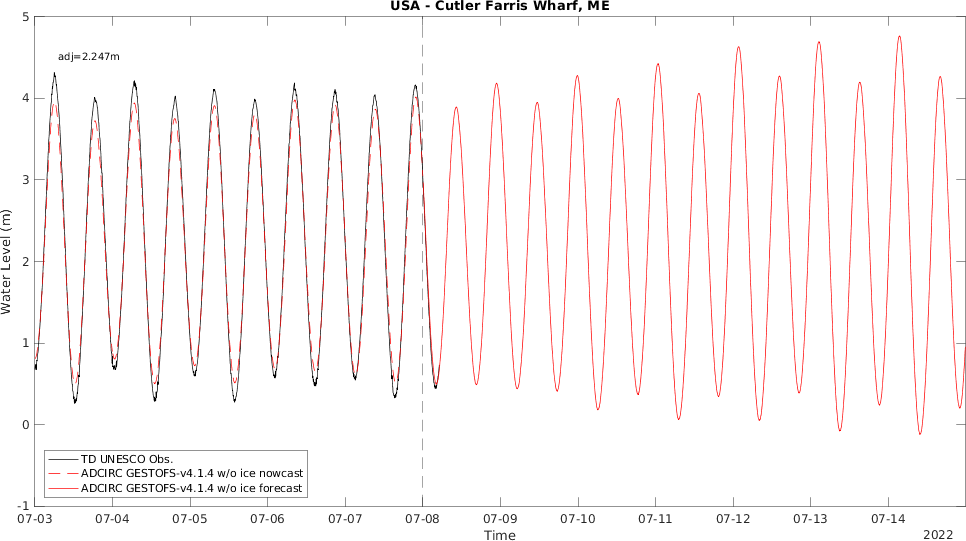 USA - Cutler Farris Wharf, ME
adj=2.247m
Water Level (m)
5
4
3
2
1
0
-1
TD UNESCO Obs.
ADCIRC GESTOFS-v4.1.4 w/o ice nowcast
ADCIRC GESTOFS-v4.1.4 w/o ice forecast
07-03 07-04 07-05 07-06 07-07 07-08 07-09 07-10 07-11 07-12 07-13 07-14
Time
2022